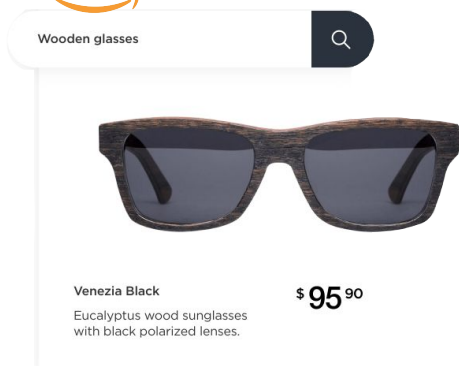 Wooden glasses
Venezia Black
$ 95 90
Eucalyptus wood sunglasses
with black polarized lenses.